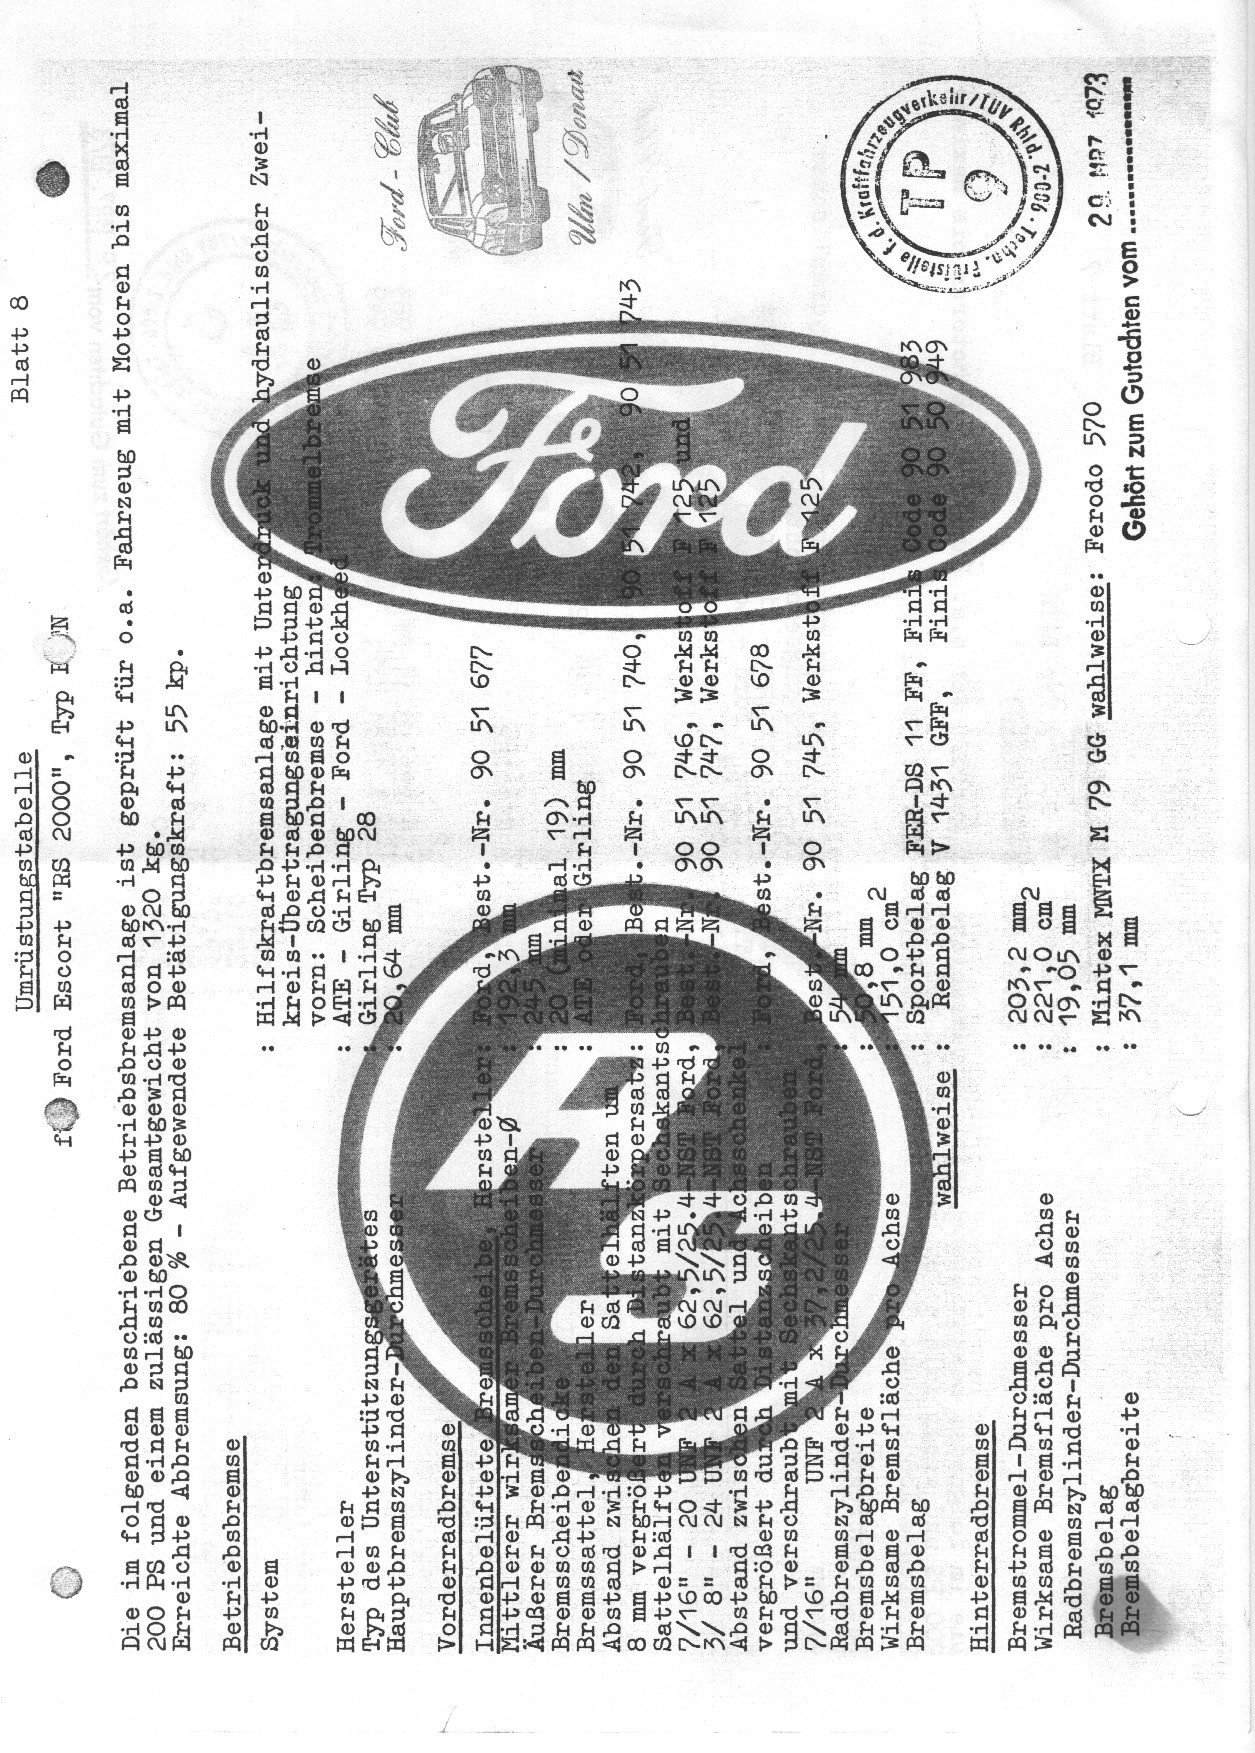 Blatt 8
Umrüstungstabelle
Ford Escort "RS 2000", Typ
Die im folgenden beschriebene Betriebsbremsanlage ist geprüft für o.a. Fahrzeug mit Motoren bis maximal
200 PS und einem zulässigen Gesamtgewicht von 1320 kg.
Erreichte Abbremsung: 80 % - Aufgewendete Betätigungskraft: 55 kp.
Betriebsbremse
System : Hilfskraftbremsanlage mit Unterdruck und hydraulischer Zwei-
kreis-Übertragungseinrichtung
vorn: Scheibenbremse - hinten: Trommelbremse
Hersteller : ATE - Girling - Ford - Lockheed
Typ des Unterstützungsgerätes : Girling Typ 28
Hauptbremszylinder-Durchmesser : 20,64 mm
Vorderradbremse
Innenbelüftete Bremsscheibe, Hersteller: Ford, Best.-Nr. 90 51 677
Mittlerer wirksamer Bremsscheiben-Ø : 192,3 mm
Äußerer Bremsscheiben-Durchmesser : 245 mm
Bremsscheibendicke : 20 (minimal 19) mm
Bremssattel, Hersteller : ATE oder Girling
Abstand zwischen den Sattelhälften um
8 mm vergrößert durch Distanzkörpersatz: Ford, Best.-Nr. 90 51 740, 90 51 742, 90 51 743
Sattelhälften verschraubt mit Sechskantschrauben
7/16" - 20 UNF 2 A x 62,5/25.4-NST Ford, Best.-Nr. 90 51 746, Werkstoff F 125 und
3/ 8" - 24 UNF 2 A x 62,5/25.4-NST Ford, Best.-Nr. 90 51 747, Werkstoff F 125
Abstand zwischen Sattel und Achsschenkel
vergrößert durch Distanzscheiben : Ford, Best.-Nr. 90 51 678
und verschraubt mit Sechskantschrauben
7/16" UNF 2 A x 37,2/25.4-NST Ford, Best.-Nr. 90 51 745, Werkstoff F 125
Radbremszylinder-Durchmesser : 54 mm
Bremsbelagbreite : 50,8 mm
Wirksame Bremsfläche pro Achse : 151,0 cm2
Bremsbelag : Sportbelag FER-DS 11 FF, Finis Code 90 51 983
wahlweise : Rennbelag V 1431 GFF, Finis Code 90 50 949
Hinterradbremse
Bremstrommel-Durchmesser : 203,2 mm
Wirksame Bremsfläche pro Achse : 221,0 cm2
Radbremszylinder-Durchmesser : 19,05 mm
Bremsbelag : Mintex MNTX M 79 GG wahlweise: Ferodo 570
Bremsbelagbreite : 37,1 mm
Gehört zum Gutachten vom
Ford - Club
Ulm / Donau
Ford
RS
Techn. Prüfstelle f. d. Kraftfahrzeugverkehr/TÜV Rhld. 906-2
TP
9